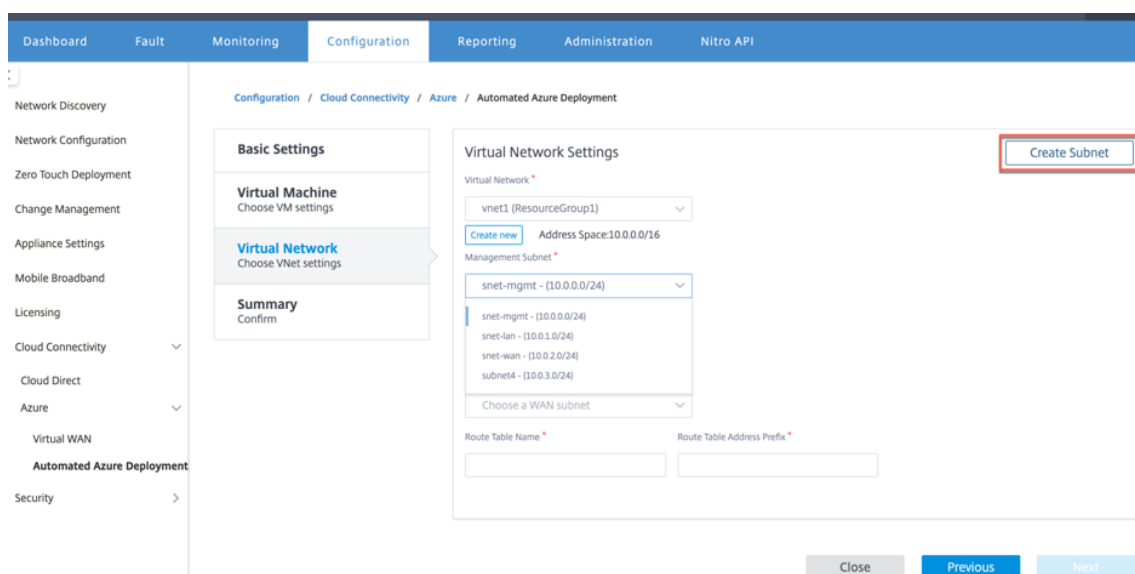 Dashboard Fault Monitoring Configuration Reporting Administration Nitro API
Network Discovery
Network Configuration
Zero Touch Deployment
Change Management
Appliance Settings
Mobile Broadband
Licensing
Cloud Connectivity
Cloud Direct
Azure
Virtual WAN
Automated Azure Deployment
Security
Configuration / Cloud Connectivity / Azure / Automated Azure Deployment
Basic Settings
Virtual Machine
Choose VM settings
Virtual Network
Choose VNet settings
Summary
Confirm
Virtual Network Settings
Create Subnet
Virtual Network *
vnet1 (ResourceGroup1)
Create new Address Space:10.0.0.0/16
Management Subnet *
snet-mgmt - (10.0.0.0/24)
snet-mgmt - (10.0.0.0/24)
snet-lan - (10.0.1.0/24)
snet-wan - (10.0.2.0/24)
subnet4 - (10.0.3.0/24)
Choose a WAN subnet
Route Table Name * Route Table Address Prefix *
Close Previous Next